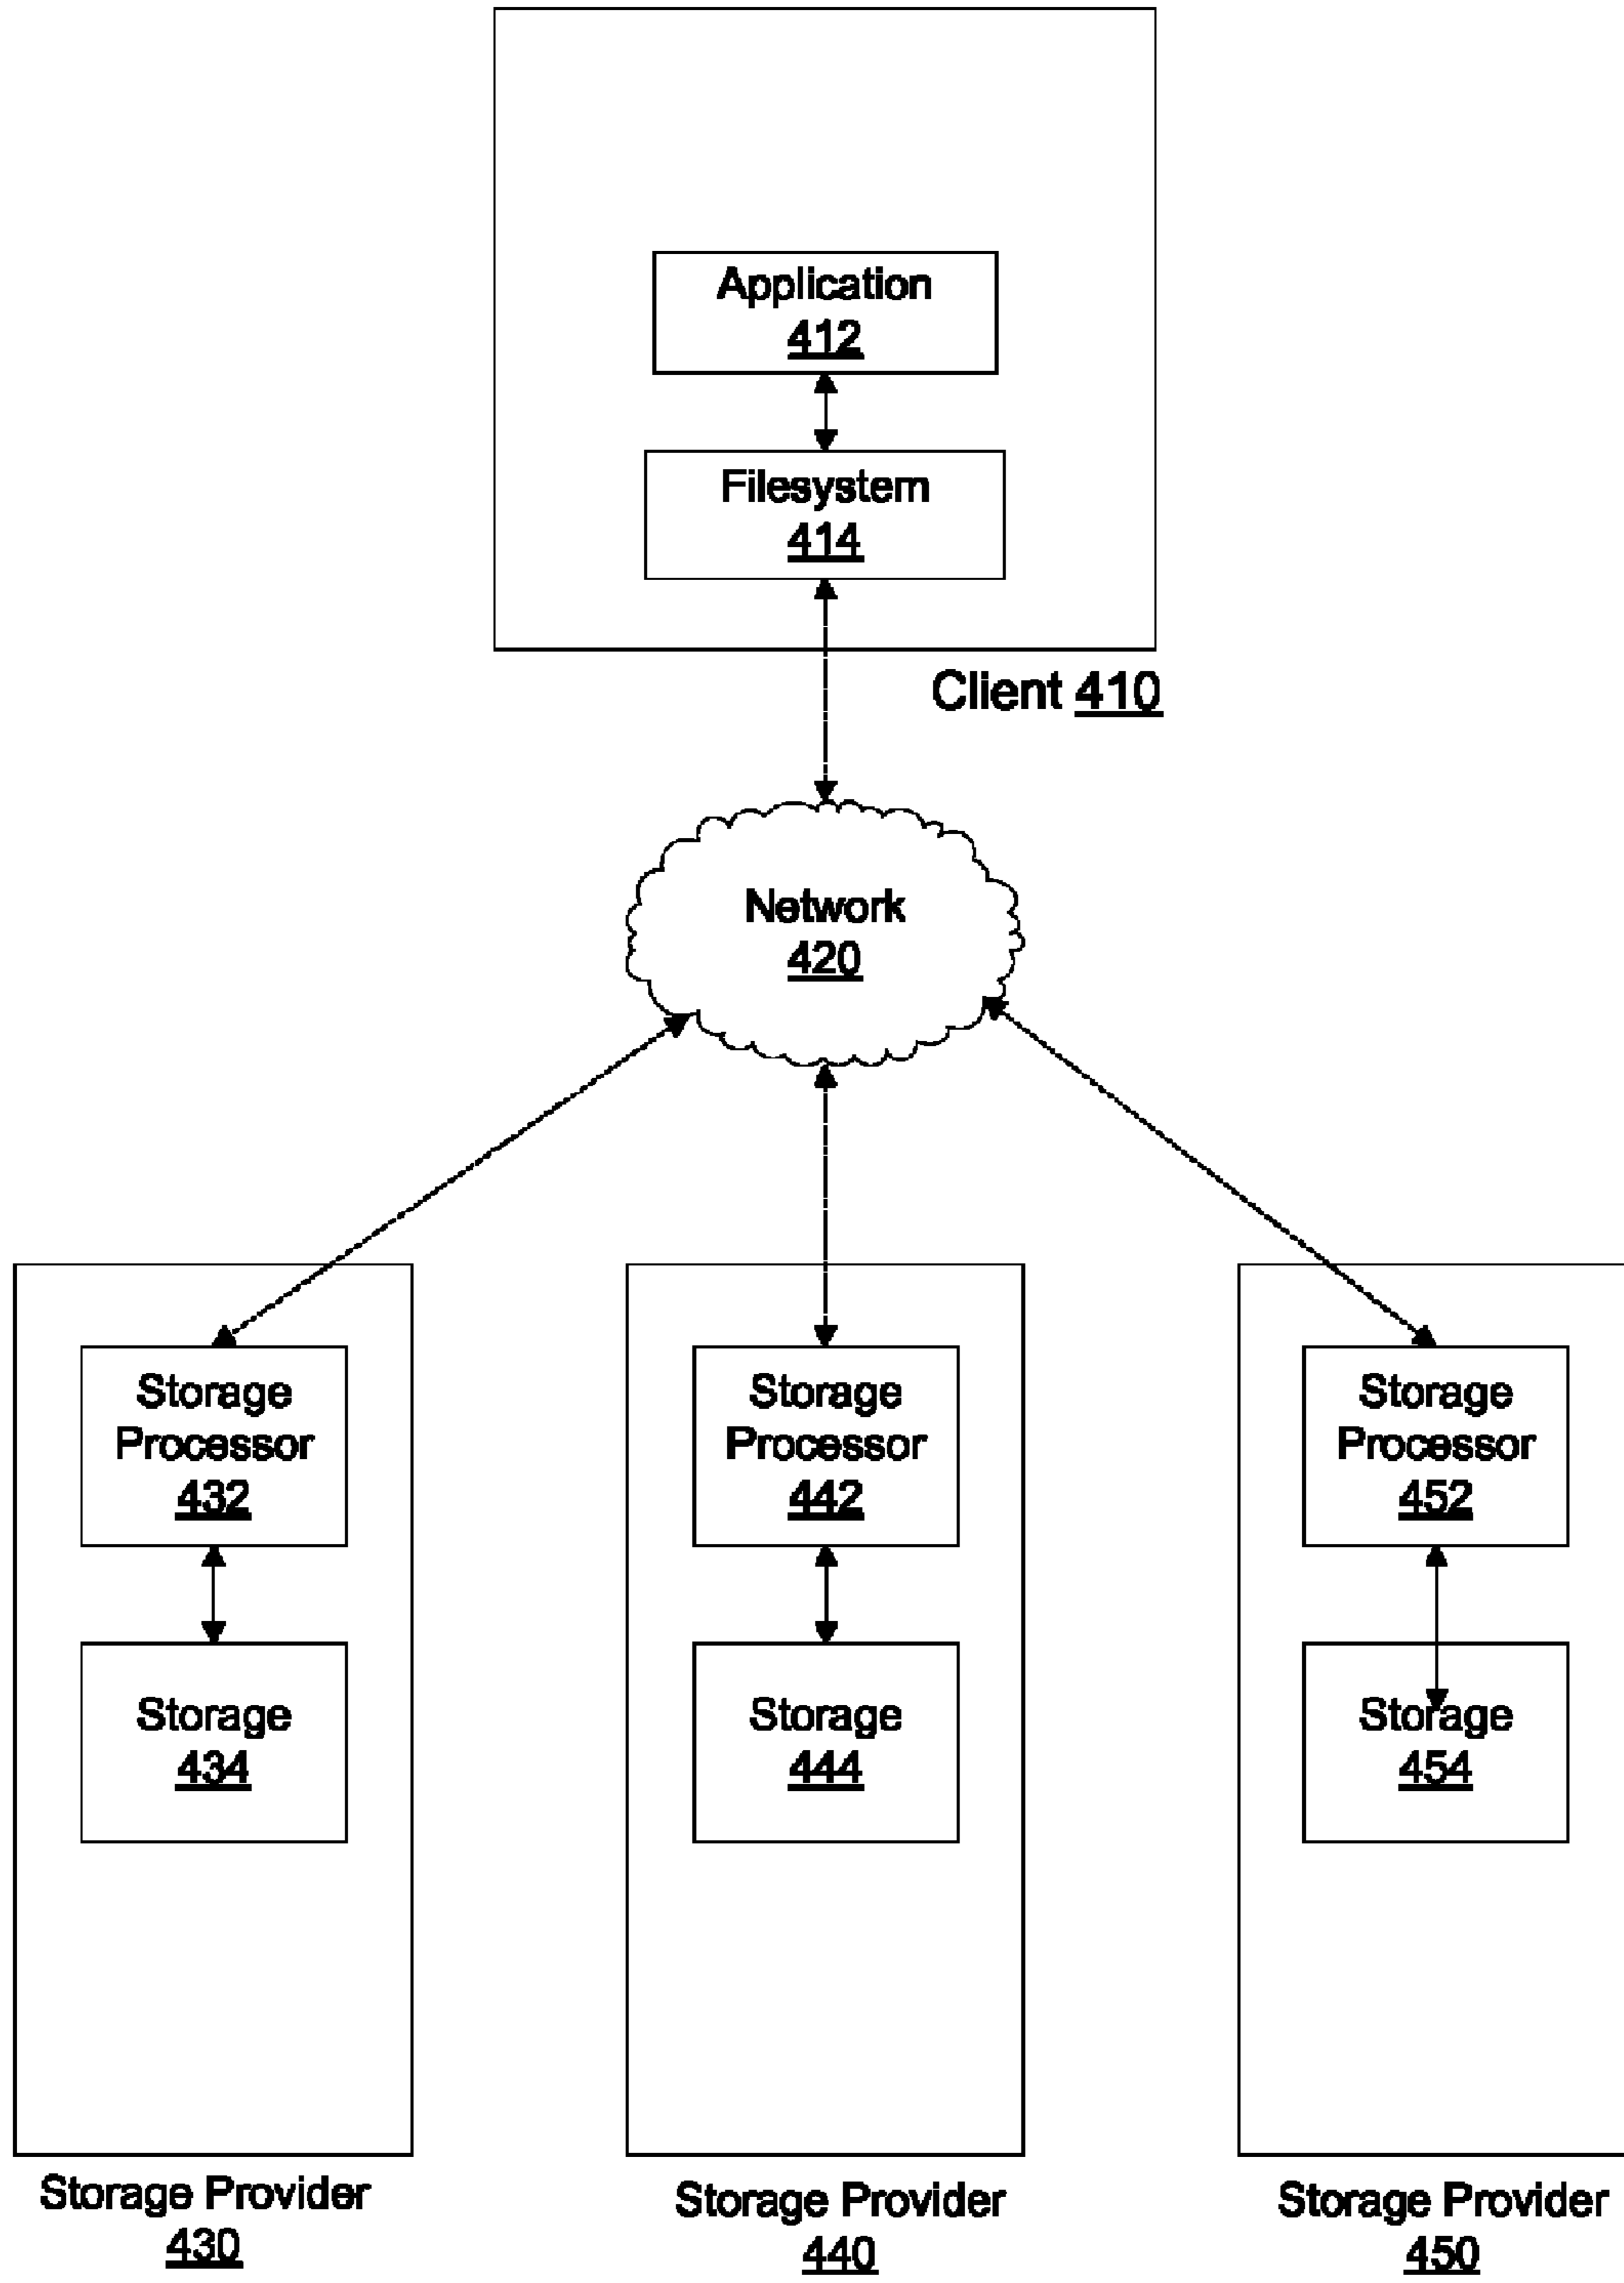 Application
412
Filesystem
414
Client 410
Network
420
Storage
Processor
432
Storage
Processor
442
Storage
Processor
452
Storage
434
Storage
444
Storage
454
Storage Provider
430
Storage Provider
440
Storage Provider
450